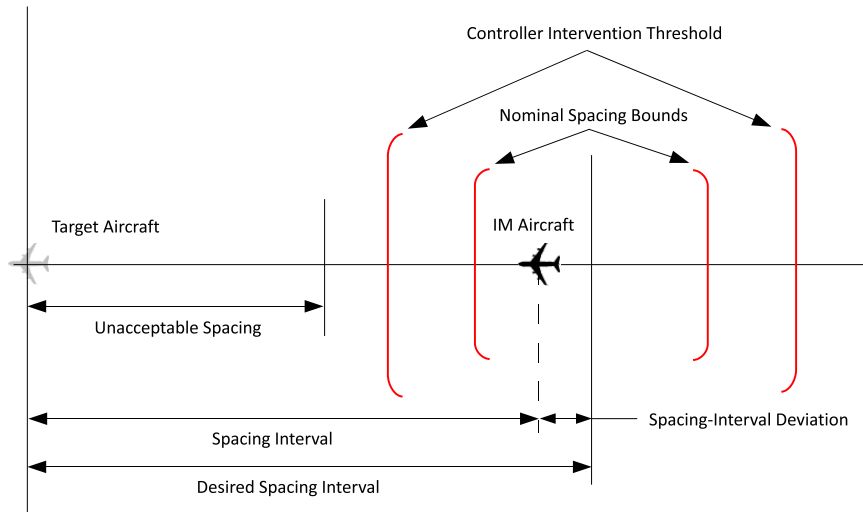 Controller Intervention Threshold
Nominal Spacing Bounds
Target Aircraft
IM Aircraft
Unacceptable Spacing
Spacing Interval
Spacing-Interval Deviation
Desired Spacing Interval